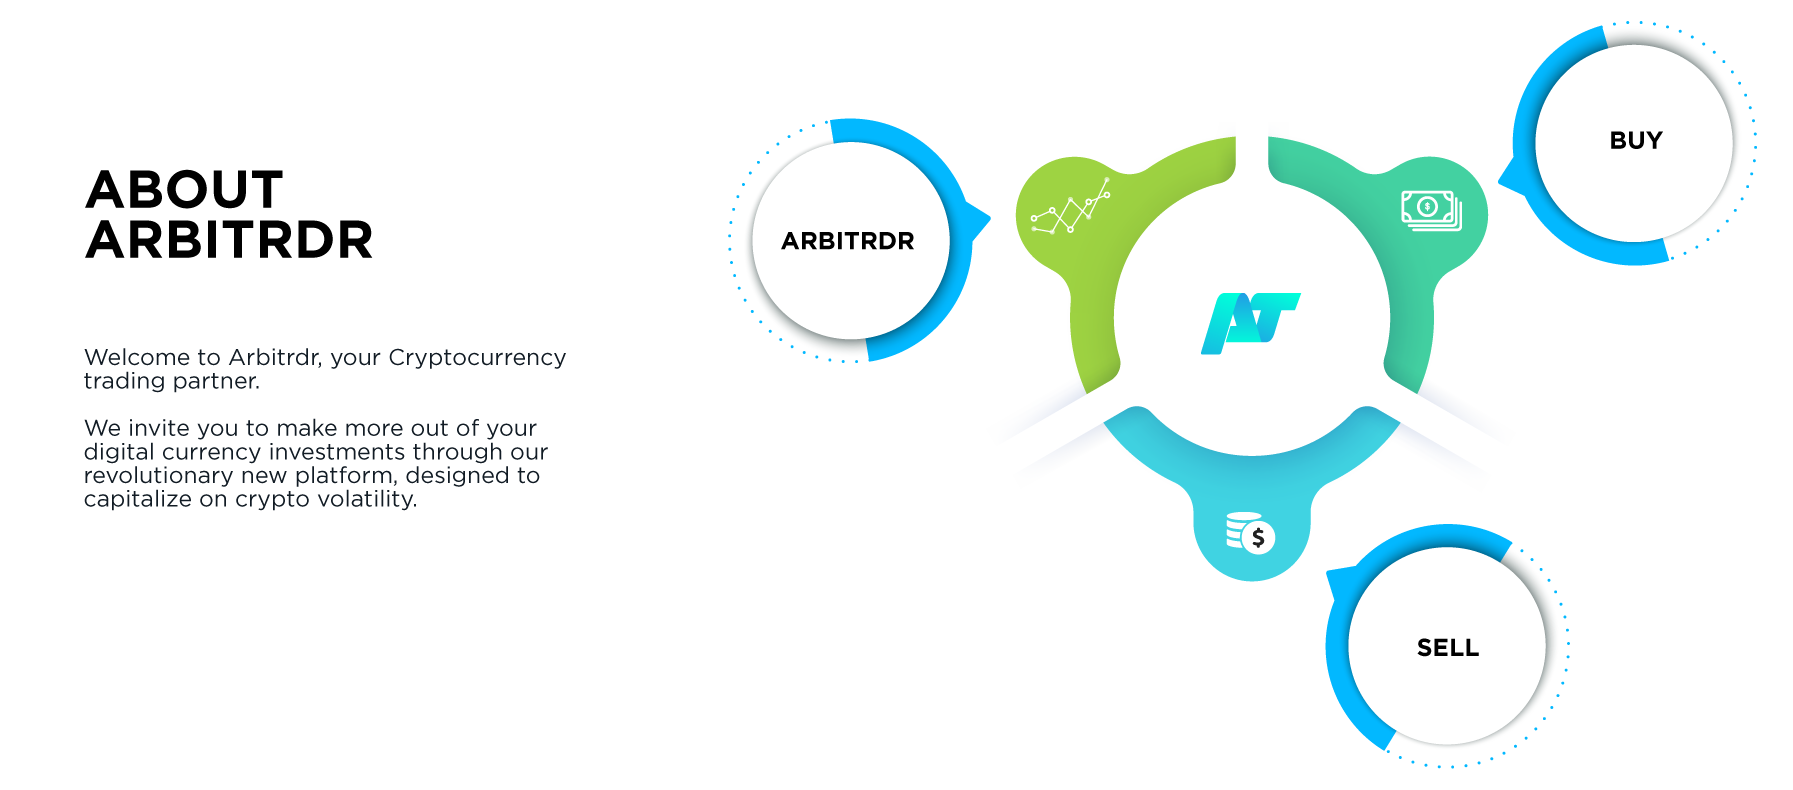 ABOUT
ARBITRDR
Welcome to Arbitrdr, your Cryptocurrency
trading partner.
We invite you to make more out of your
digital currency investments through our
revolutionary new platform, designed to
capitalize on crypto volatility.
ARBITRDR
BUY
$
AT
$
SELL